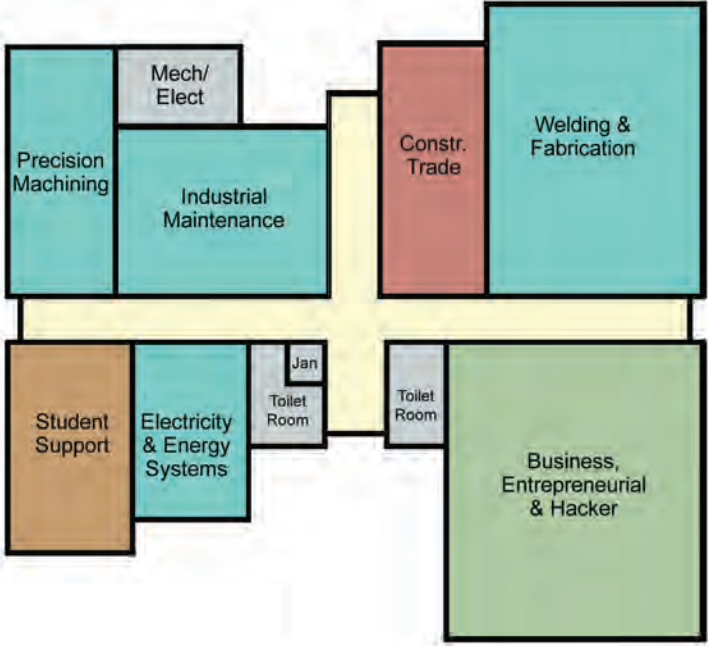 Mech/
Elect
Precision
Machining
Industrial
Maintenance
Constr.
Trade
Welding &
Fabrication
Student
Support
Electricity
& Energy
Systems
Jan
Toilet
Room
Toilet
Room
Business,
Entrepreneurial
& Hacker